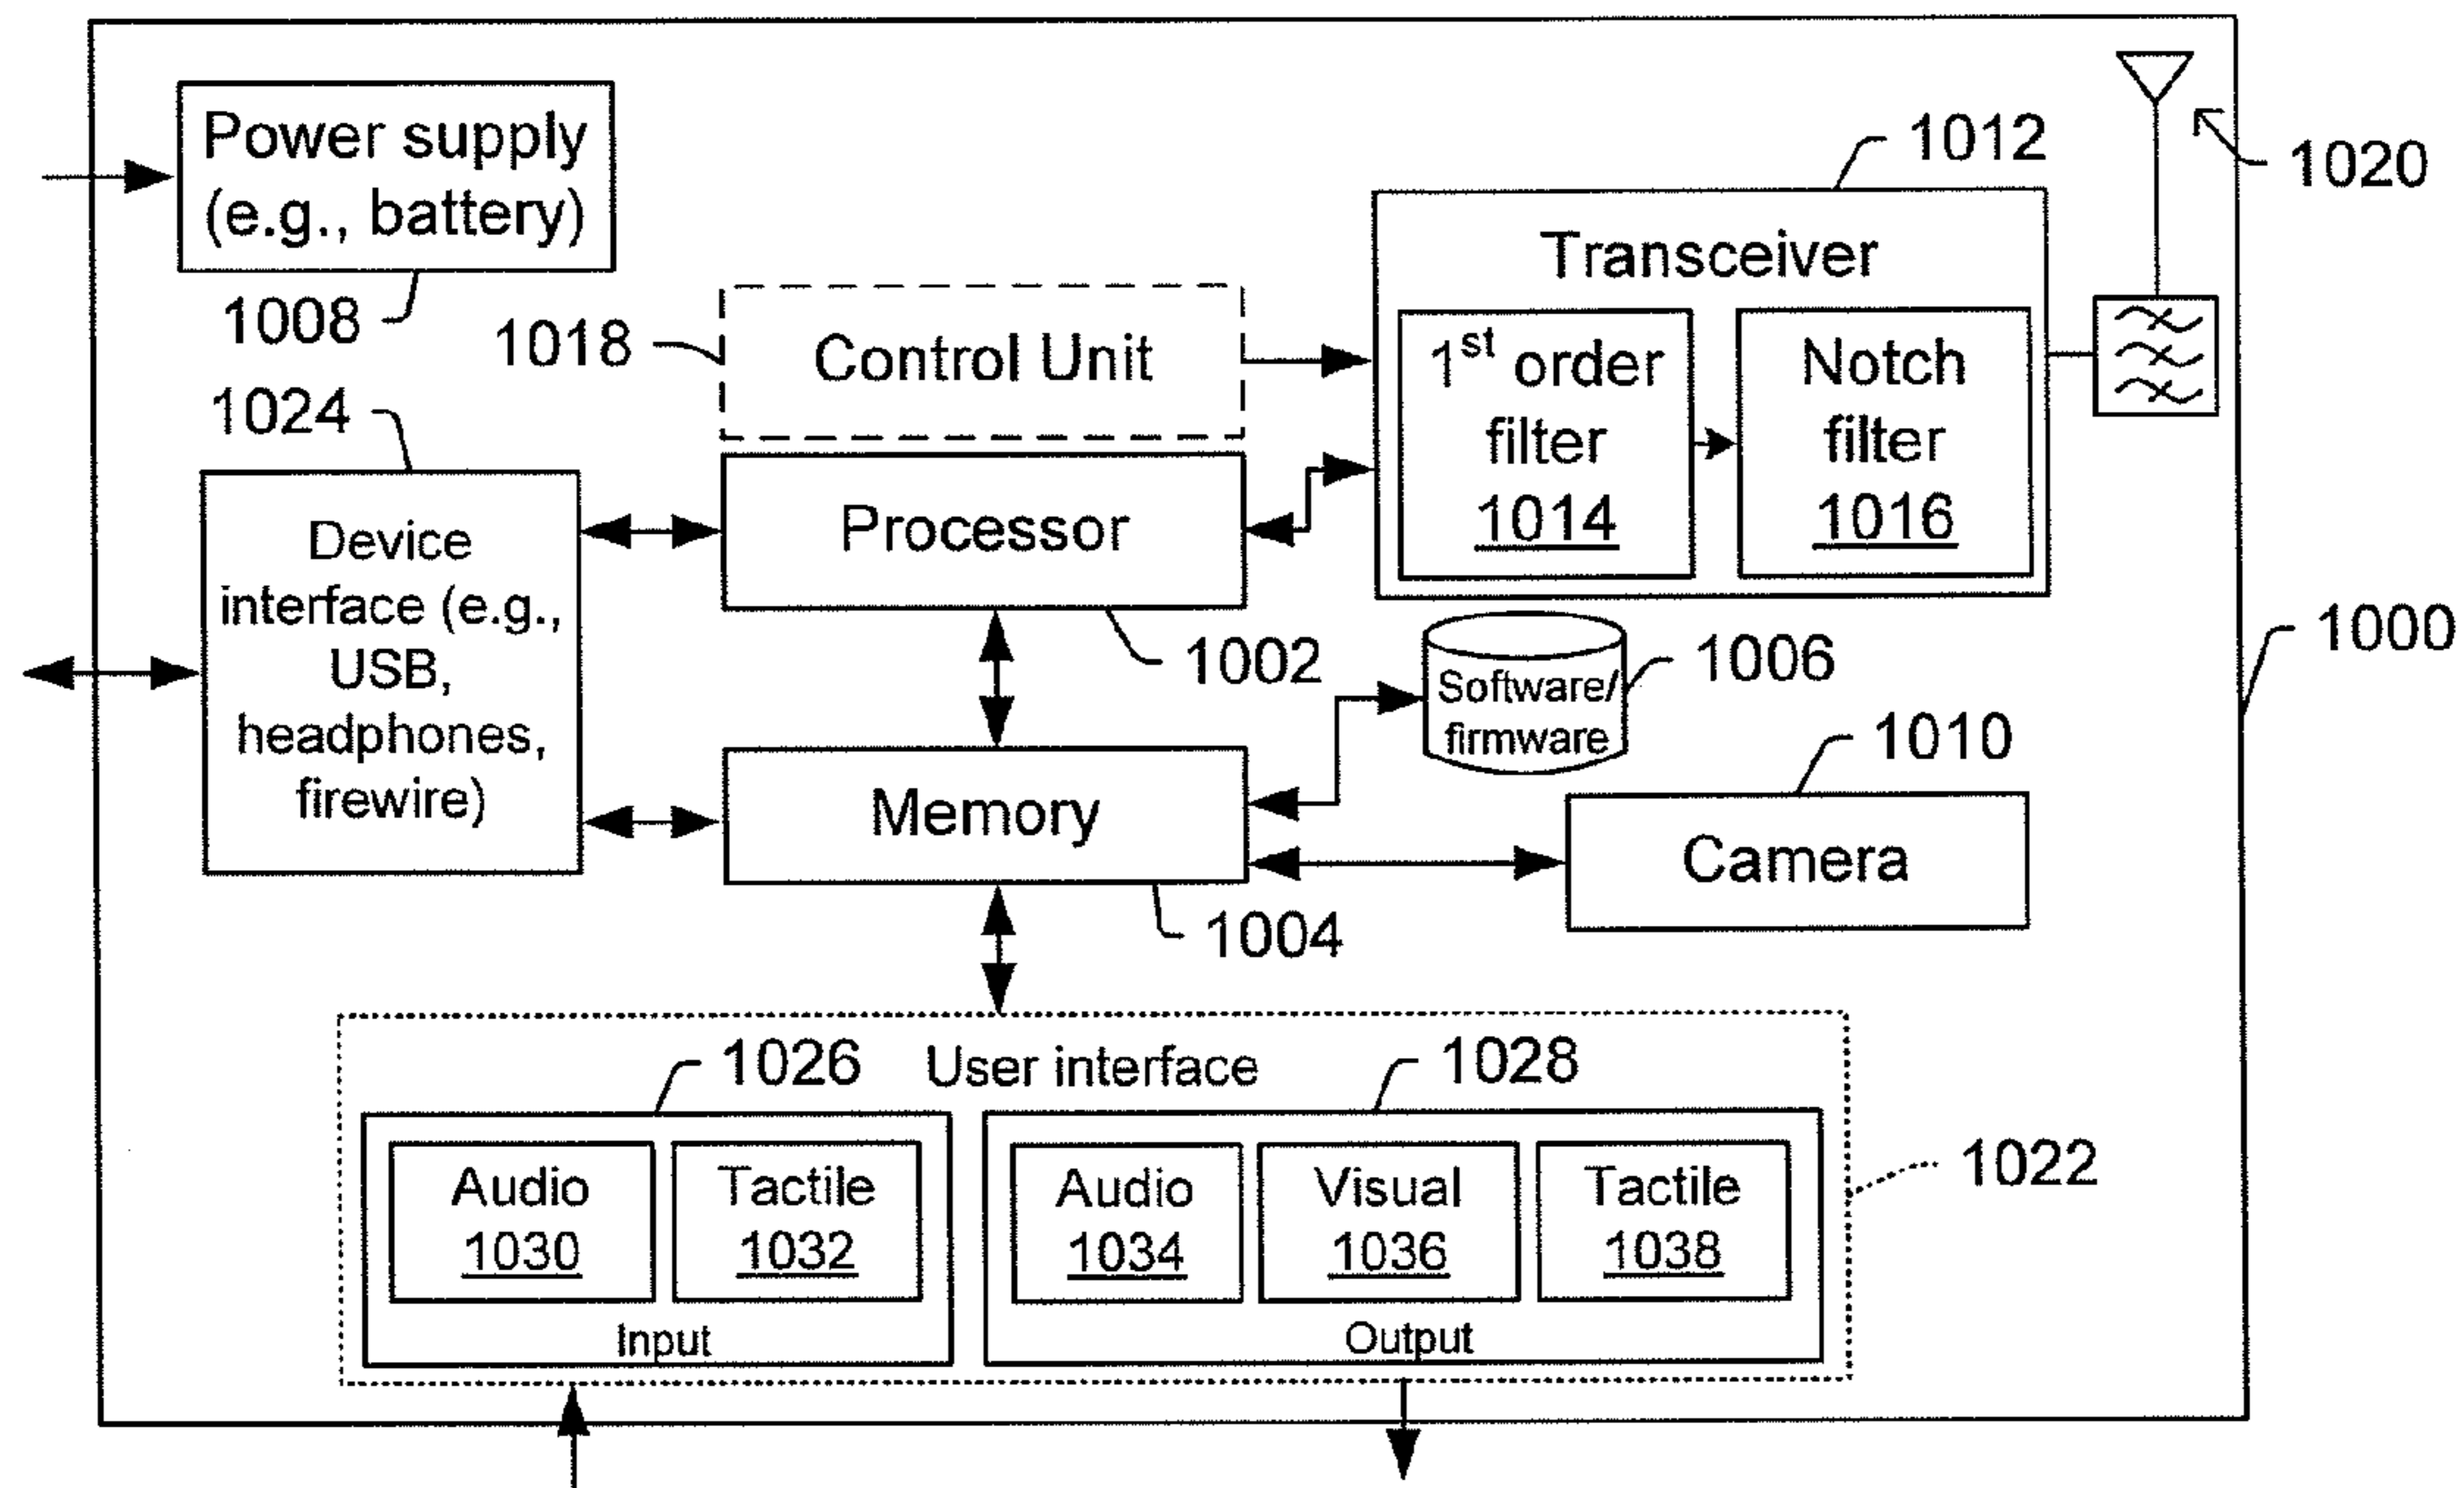 Power supply
(e.g., battery)
1008
1012
1020
Transceiver
1018
Control Unit
1st order
filter
1014
Notch
filter
1016
1024
Device
interface (e.g.,
USB,
headphones,
firewire)
Processor
1002
1000
Software/
firmware
1006
1010
Memory
1004
Camera
1026
User interface
1028
1022
Audio
1030
Tactile
1032
Input
Audio
1034
Visual
1036
Tactile
1038
Output